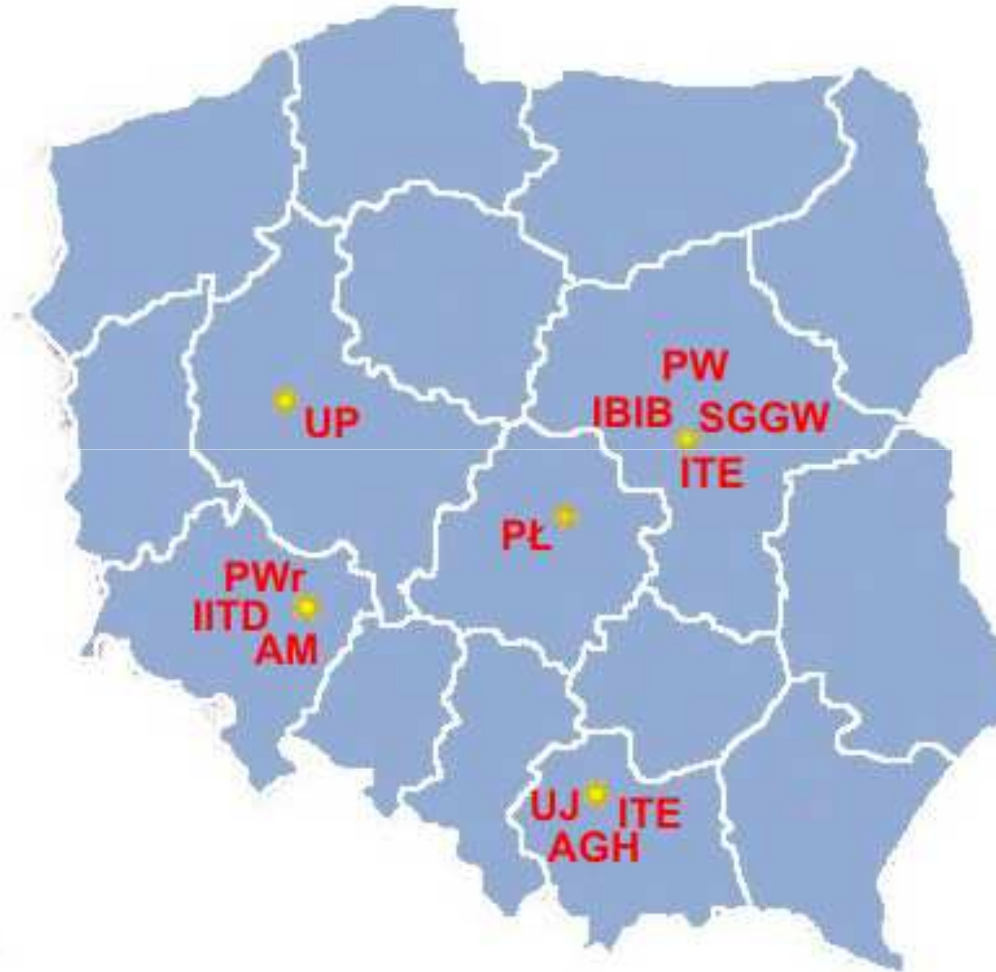 PW
IBIB SGGW
ITE
UP
PŁ
PWr
IITD
AM
UJ ITE
AGH